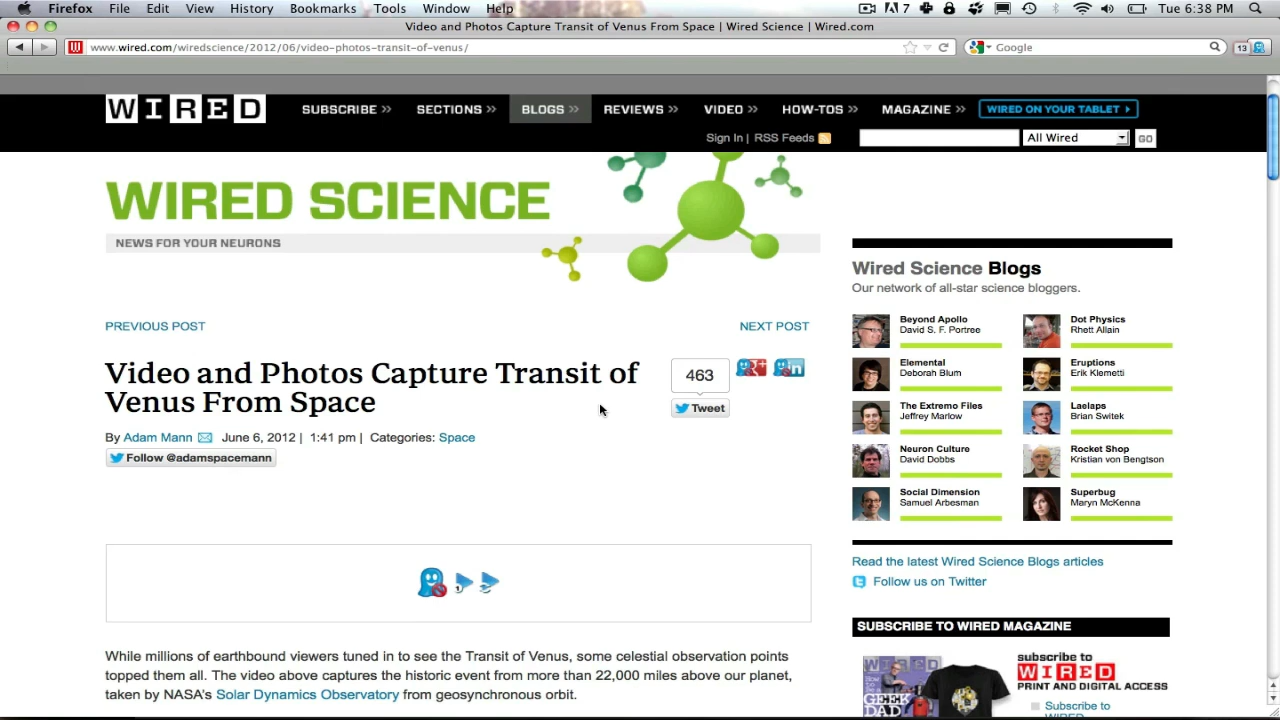 Firefox File Edit View History Bookmarks Tools Window Help
7 Tue 6:38 PM
Video and Photos Capture Transit of Venus From Space | Wired Science | Wired.com
www.wired.com/wiredscience/2012/06/video-photos-transit-of-venus/
Google
13
WIRED
SUBSCRIBE >> SECTIONS >> BLOGS >> REVIEWS >> VIDEO >> HOW-TOS >> MAGAZINE >> WIRED ON YOUR TABLET
Sign In | RSS Feeds
All Wired
GO
WIRED SCIENCE
NEWS FOR YOUR NEURONS
PREVIOUS POST
NEXT POST
Video and Photos Capture Transit of
Venus From Space
By Adam Mann June 6, 2012 | 1:41 pm | Categories: Space
Follow @adamspacemann
463
Tweet
While millions of earthbound viewers tuned in to see the Transit of Venus, some celestial observation points
topped them all. The video above captures the historic event from more than 22,000 miles above our planet,
taken by NASA's Solar Dynamics Observatory from geosynchronous orbit.
Wired Science Blogs
Our network of all-star science bloggers.
Beyond Apollo
David S. F. Portree
Dot Physics
Rhett Allain
Elemental
Deborah Blum
Eruptions
Erik Klemetti
The Extremo Files
Jeffrey Marlow
Laelaps
Brian Switek
Neuron Culture
David Dobbs
Rocket Shop
Kristian von Bengtson
Social Dimension
Samuel Arbesman
Superbug
Maryn McKenna
Read the latest Wired Science Blogs articles
Follow us on Twitter
SUBSCRIBE TO WIRED MAGAZINE
How to Be a
GEEK
DAD
subscribe to
WIRED
PRINT AND DIGITAL ACCESS
Subscribe to
WIRED